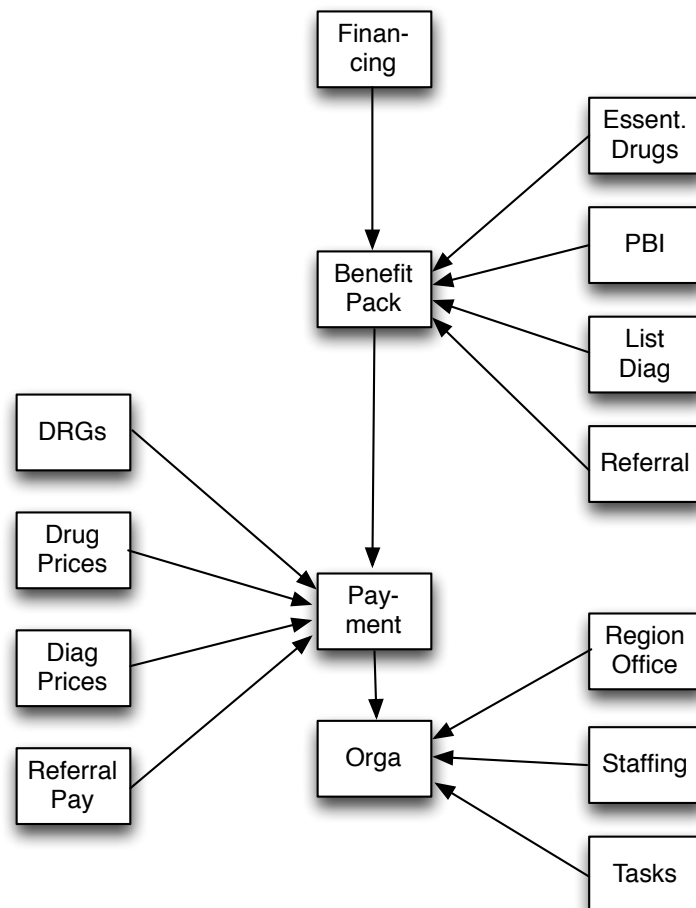 Finan-
cing
Essent.
Drugs
PBI
Benefit
Pack
List
Diag
DRGs
Referral
Drug
Prices
Pay-
ment
Region
Office
Diag
Prices
Orga
Staffing
Referral
Pay
Tasks